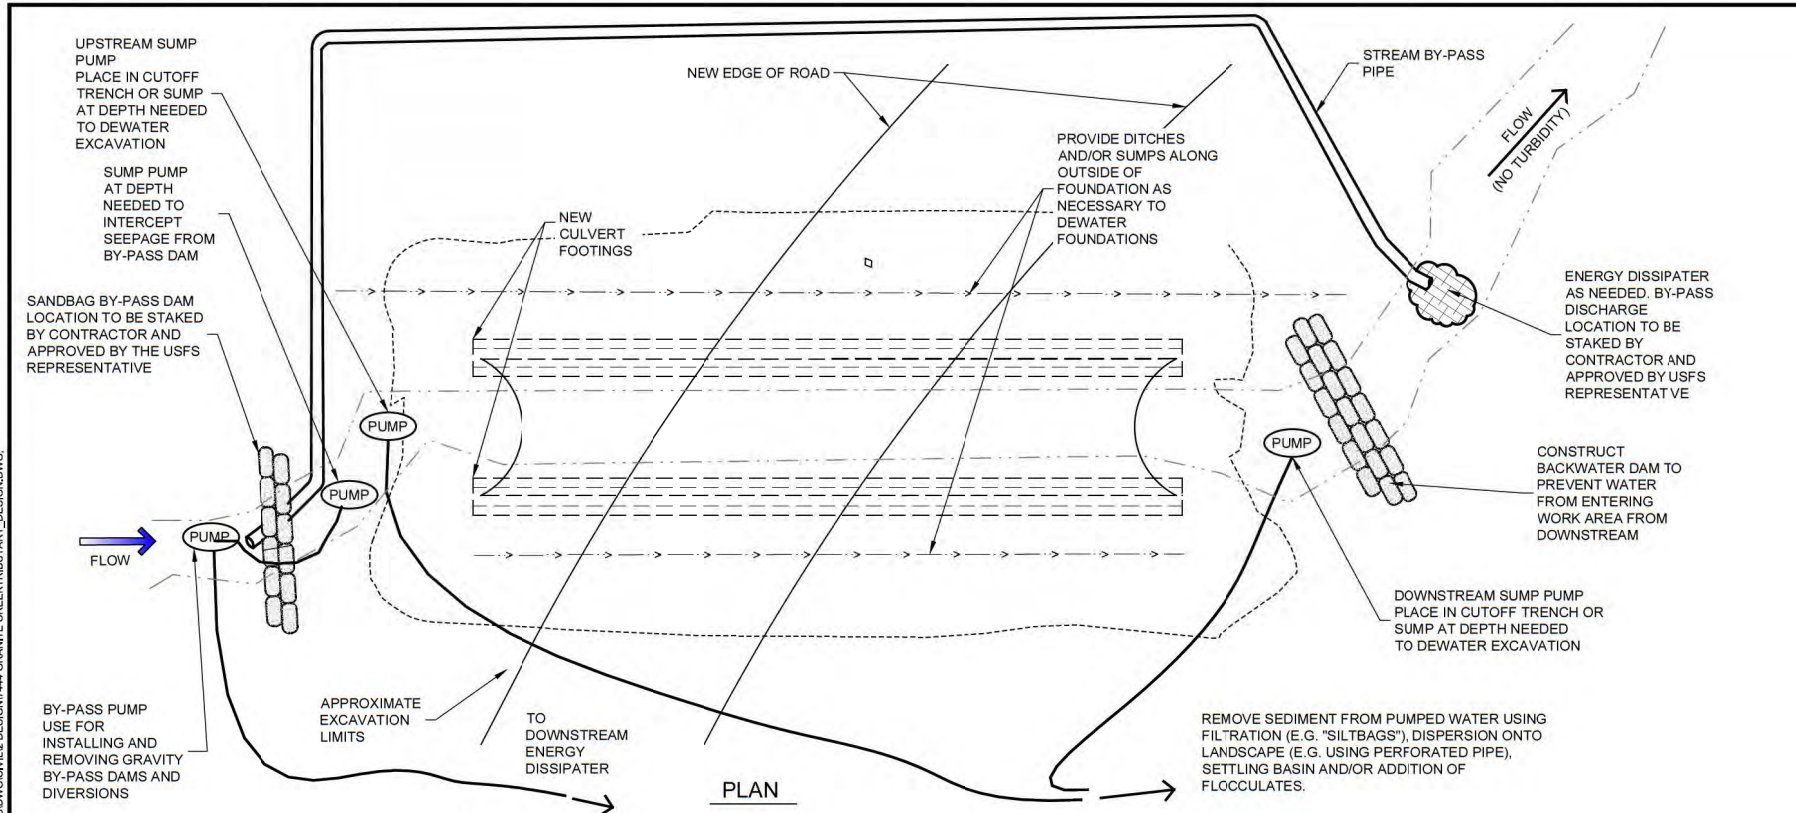 UPSTREAM SUMP
PUMP
PLACE IN CUTOFF
TRENCH OR SUMP
AT DEPTH NEEDED
TO DEWATER
EXCAVATION
SUMP PUMP
AT DEPTH
NEEDED TO
INTERCEPT
SEEPAGE FROM
BY-PASS DAM
SANDBAG BY-PASS DAM
LOCATION TO BE STAKED
BY CONTRACTOR AND
APPROVED BY THE USFS
REPRESENTATIVE
NEW EDGE OF ROAD
NEW
CULVERT
FOOTINGS
PROVIDE DITCHES
AND/OR SUMPS ALONG
OUTSIDE OF
FOUNDATION AS
NECESSARY TO
DEWATER
FOUNDATIONS
STREAM BY-PASS
PIPE
FLOW
(NO TURBIDITY)
ENERGY DISSIPATER
AS NEEDED. BY-PASS
DISCHARGE
LOCATION TO BE
STAKED BY
CONTRACTOR AND
APPROVED BY USFS
REPRESENTATVE
PUMP
PUMP
PUMP
PUMP
FLOW
CONSTRUCT
BACKWATER DAM TO
PREVENT WATER
FROM ENTERING
WORK AREA FROM
DOWNSTREAM
DOWNSTREAM SUMP PUMP
PLACE IN CUTOFF TRENCH OR
SUMP AT DEPTH NEEDED
TO DEWATER EXCAVATION
BY-PASS PUMP
USE FOR
INSTALLING AND
REMOVING GRAVITY
BY-PASS DAMS AND
DIVERSIONS
APPROXIMATE
EXCAVATION
LIMITS
TO
DOWNSTREAM
ENERGY
DISSIPATER
REMOVE SEDIMENT FROM PUMPED WATER USING
FILTRATION (E.G. "SILTBAGS"), DISPERSION ONTO
LANDSCAPE (E.G. USING PERFORATED PIPE),
SETTLING BASIN AND/OR ADDITION OF
FLOCCULATES.
PLAN